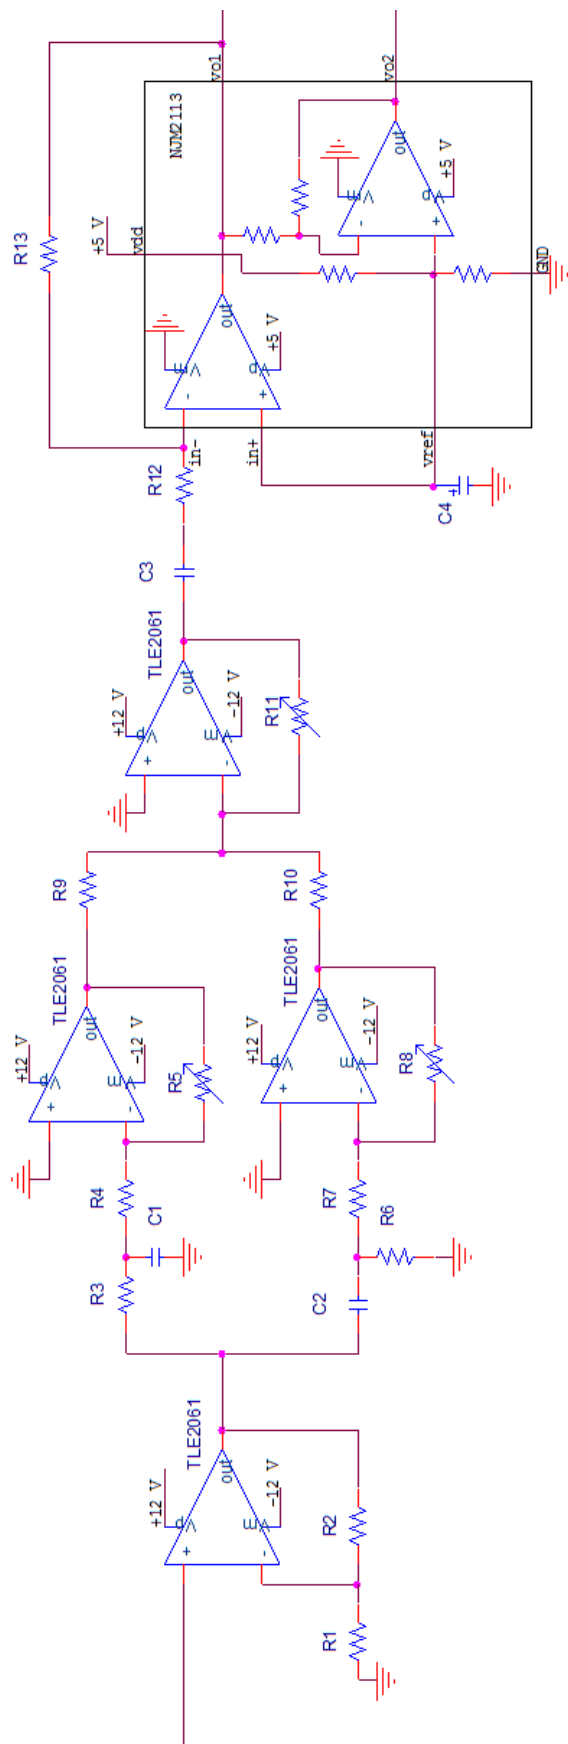 vo1
vo2
NJM2113
out
+5 V
+5 V
vdd
R13
out
+5 V
GND
in-
in+
vref
R12
C4
C3
TLE2061
out
+12 V
-12 V
R11
R9
R10
TLE2061
out
+12 V
-12 V
R5
TLE2061
out
+12 V
-12 V
R8
R4
C1
R7
R6
R3
C2
TLE2061
out
+12 V
-12 V
R2
R1